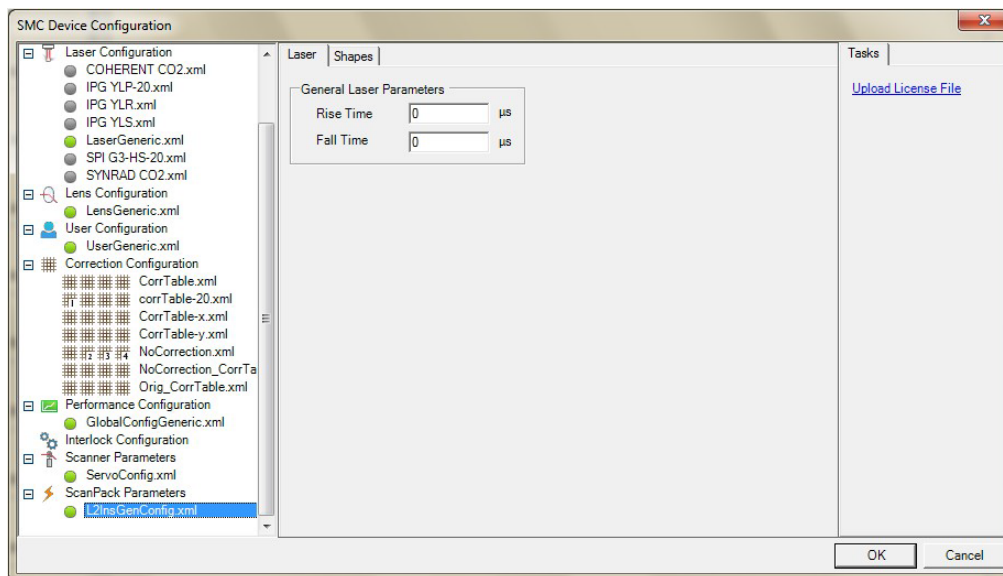 SMC Device Configuration
Laser Configuration
COHERENT CO2.xml
IPG YLP-20.xml
IPG YLR.xml
IPG YLS.xml
LaserGeneric.xml
SPI G3-HS-20.xml
SYNRAD CO2.xml
Lens Configuration
LensGeneric.xml
User Configuration
UserGeneric.xml
Correction Configuration
CorrTable.xml
1 corrTable-20.xml
CorrTable-x.xml
CorrTable-y.xml
2 3 4 NoCorrection.xml
NoCorrection_CorrTa
Orig_CorrTable.xml
Performance Configuration
GlobalConfigGeneric.xml
Interlock Configuration
Scanner Parameters
ServoConfig.xml
ScanPack Parameters
L2InsGenConfig.xml
Laser Shapes
General Laser Parameters
Rise Time 0 µs
Fall Time 0 µs
Tasks
Upload License File
OK Cancel